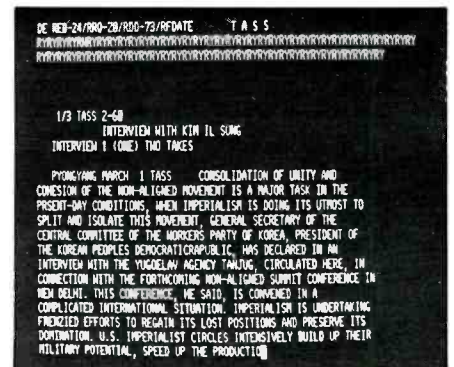 DE RED-24/RRO-28/RDO-73/RFDATE T A S S
RYRYRYRYRYRYRYRYRYRYRYRYRYRYRYRYRYRYRYRYRYRYRYRYRYRYRYRYRYRYRYRYRY
RYRYRYRYRYRYRYRYRYRYRYRYRYRYRYRYRYRYRYRYRYRYRYRYRYRYRYRYRYRY
1/3 TASS 2-60
INTERVIEW WITH KIM IL SUNG
INTERVIEW 1 (ONE) TWO TAKES
PYONGYANG MARCH 1 TASS CONSOLIDATION OF UNITY AND
COHESION OF THE NON-ALIGNED MOVEMENT IS A MAJOR TASK IN THE
PRSENT-DAY CONDITIONS, WHEN IMPERIALISM IS DOING ITS UTMOST TO
SPLIT AND ISOLATE THIS MOVEMENT, GENERAL SECRETARY OF THE
CENTRAL COMMITTEE OF THE WORKERS PARTY OF KOREA, PRESIDENT OF
THE KOREAN PEOPLES DEMOCRATICRAPUBLIC, HAS DECLARED IN AN
INTERVIEW WITH THE YUGOELAV AGENCY TANJUG, CIRCULATED HERE, IN
CONNECTION WITH THE FORTHCOMING NON-ALIGNED SUMMIT CONFERENCE IN
NEW DELHI. THIS CONFERENCE, HE SAID, IS CONVENED IN A
COMPLICATED INTERNATIONAL SITUATION. IMPERIALISM IS UNDERTAKING
FRENZIED EFFORTS TO REGAIN ITS LOST POSITIONS AND PRESERVE ITS
DOMINATION. U.S. IMPERIALIST CIRCLES INTENSIVELY BUILD UP THEIR
MILITARY POTENTIAL, SPEED UP THE PRODUCTIO